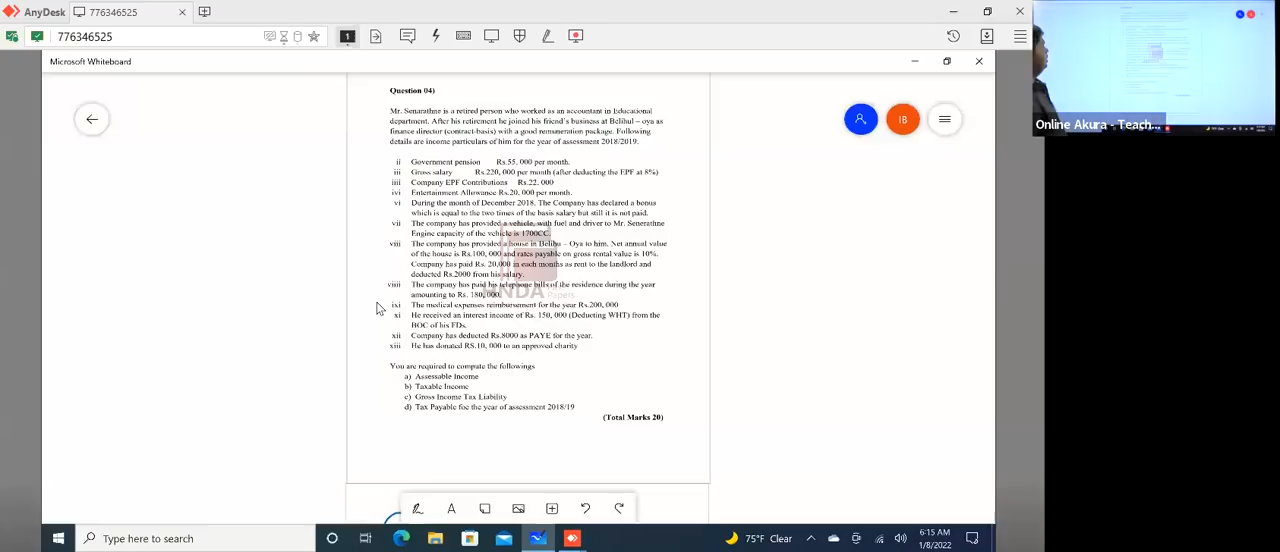 AnyDesk
776346525
776346525
1
Online Akura - Teach...
Microsoft Whiteboard
IB
Question 04)
Mr. Senarathne is a retired person who worked as an accountant in Educational
department. After his retirement he joined his friend's business at Belihul – oya as
finance director (contract-basis) with a good remuneration package. Following
details are income particulars of him for the year of assessment 2018/2019.
ii Government pension Rs.55, 000 per month.
iii Gross salary Rs.220, 000 per month (after deducting the EPF at 8%)
iiii Company EPF Contributions Rs.22, 000
ivi Entertainment Allowance Rs.20, 000 per month.
vi During the month of December 2018. The Company has declared a bonus
which is equal to the two times of the basis salary but still it is not paid.
vii The company has provided a vehicle, with fuel and driver to Mr. Senerathne
Engine capacity of the vehicle is 1700CC.
viii The company has provided a house in Belihu – Oya to him. Net annual value
of the house is Rs.100, 000 and rates payable on gross rental value is 10%.
Company has paid Rs. 20,000 in each months as rent to the landlord and
deducted Rs.2000 from his salary.
viiii The company has paid his telephone bills of the residence during the year
amounting to Rs. 180, 000.
HNDA Papers
ixi The medical expenses reimbursement for the year Rs.200, 000
xi He received an interest income of Rs. 150, 000 (Deducting WHT) from the
BOC of his FDs.
xii Company has deducted Rs.8000 as PAYE for the year.
xiii He has donated RS.10, 000 to an approved charity
You are required to compute the followings
a) Assessable Income
b) Taxable Income
c) Gross Income Tax Liability
d) Tax Payable foe the year of assessment 2018/19
(Total Marks 20)
A
Type here to search
75°F Clear
6:15 AM
1/8/2022